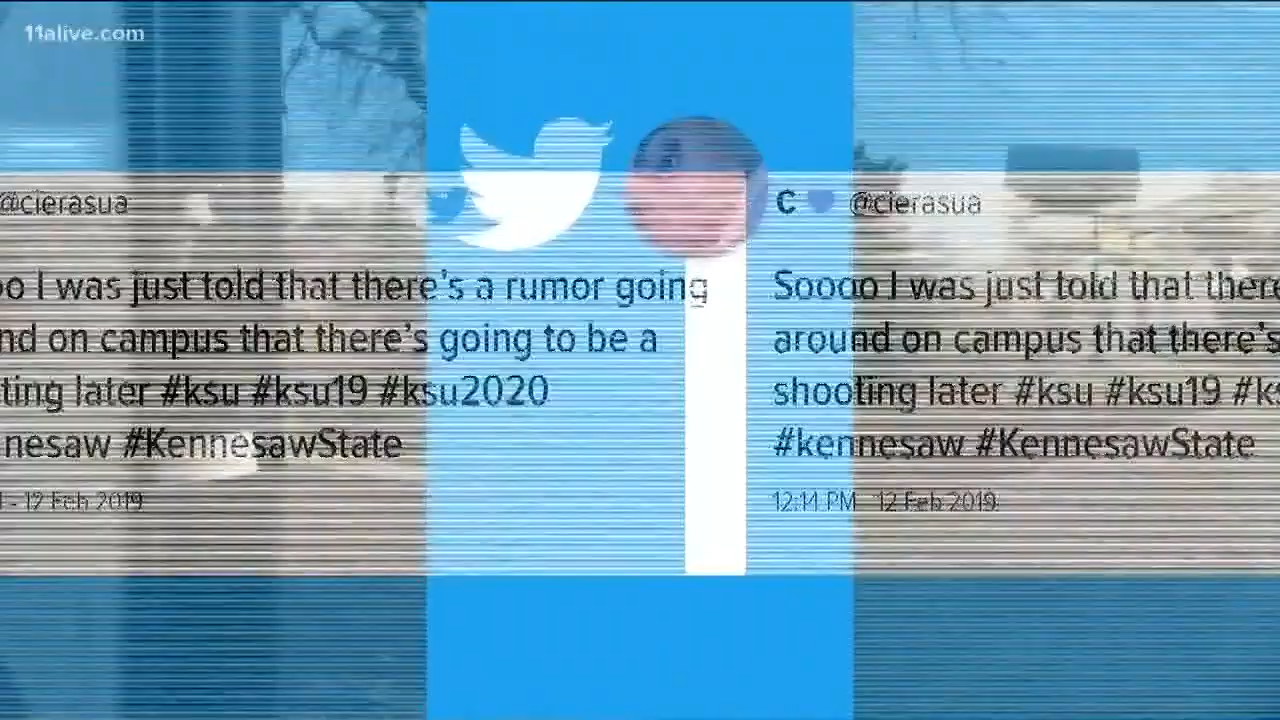 11alive.com
@cierasua
oo I was just told that there's a rumor going
nd on campus that there's going to be a
ting later #ksu #ksu19 #ksu2020
nesaw #KennesawState
- 12 Feb 2019
C @cierasua
Soooo I was just told that there
around on campus that there's
shooting later #ksu #ksu19 #ks
#kennesaw #KennesawState
12:11 PM 12 Feb 2019